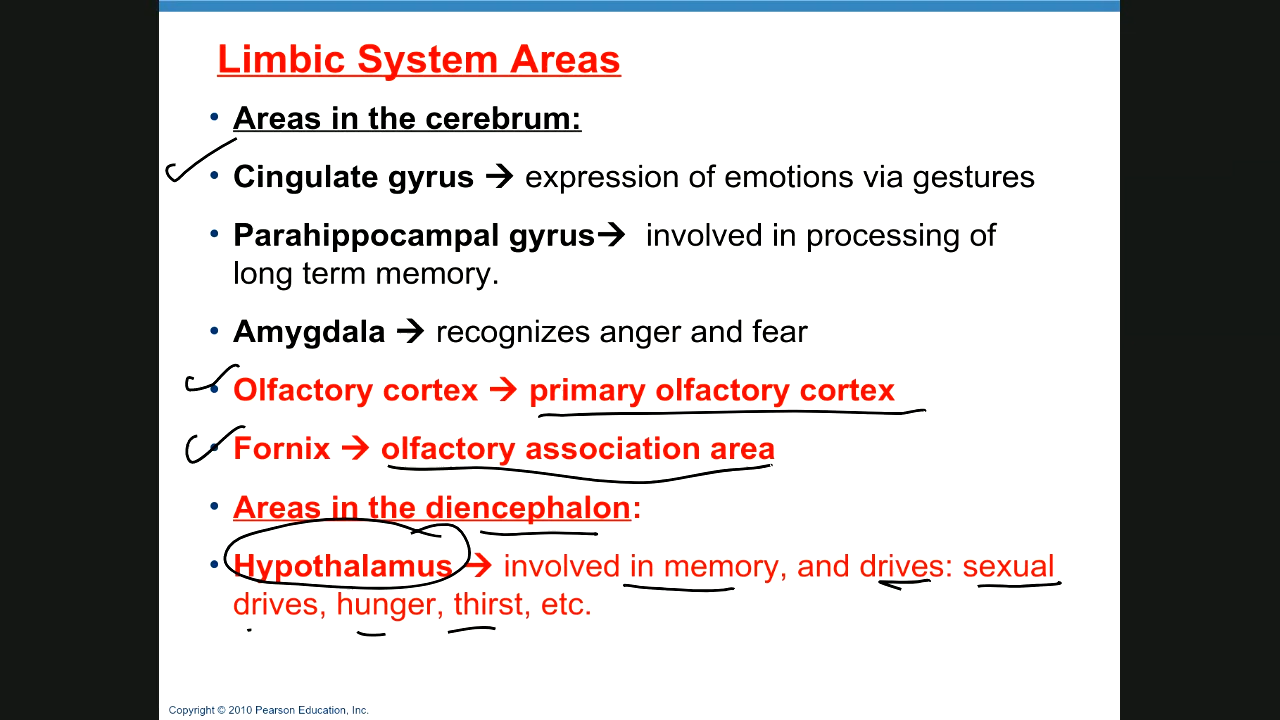 Limbic System Areas
• Areas in the cerebrum:
• Cingulate gyrus → expression of emotions via gestures
• Parahippocampal gyrus→ involved in processing of
long term memory.
• Amygdala → recognizes anger and fear
• Olfactory cortex → primary olfactory cortex
• Fornix → olfactory association area
• Areas in the diencephalon:
• Hypothalamus → involved in memory, and drives: sexual
drives, hunger, thirst, etc.
Copyright © 2010 Pearson Education, Inc.